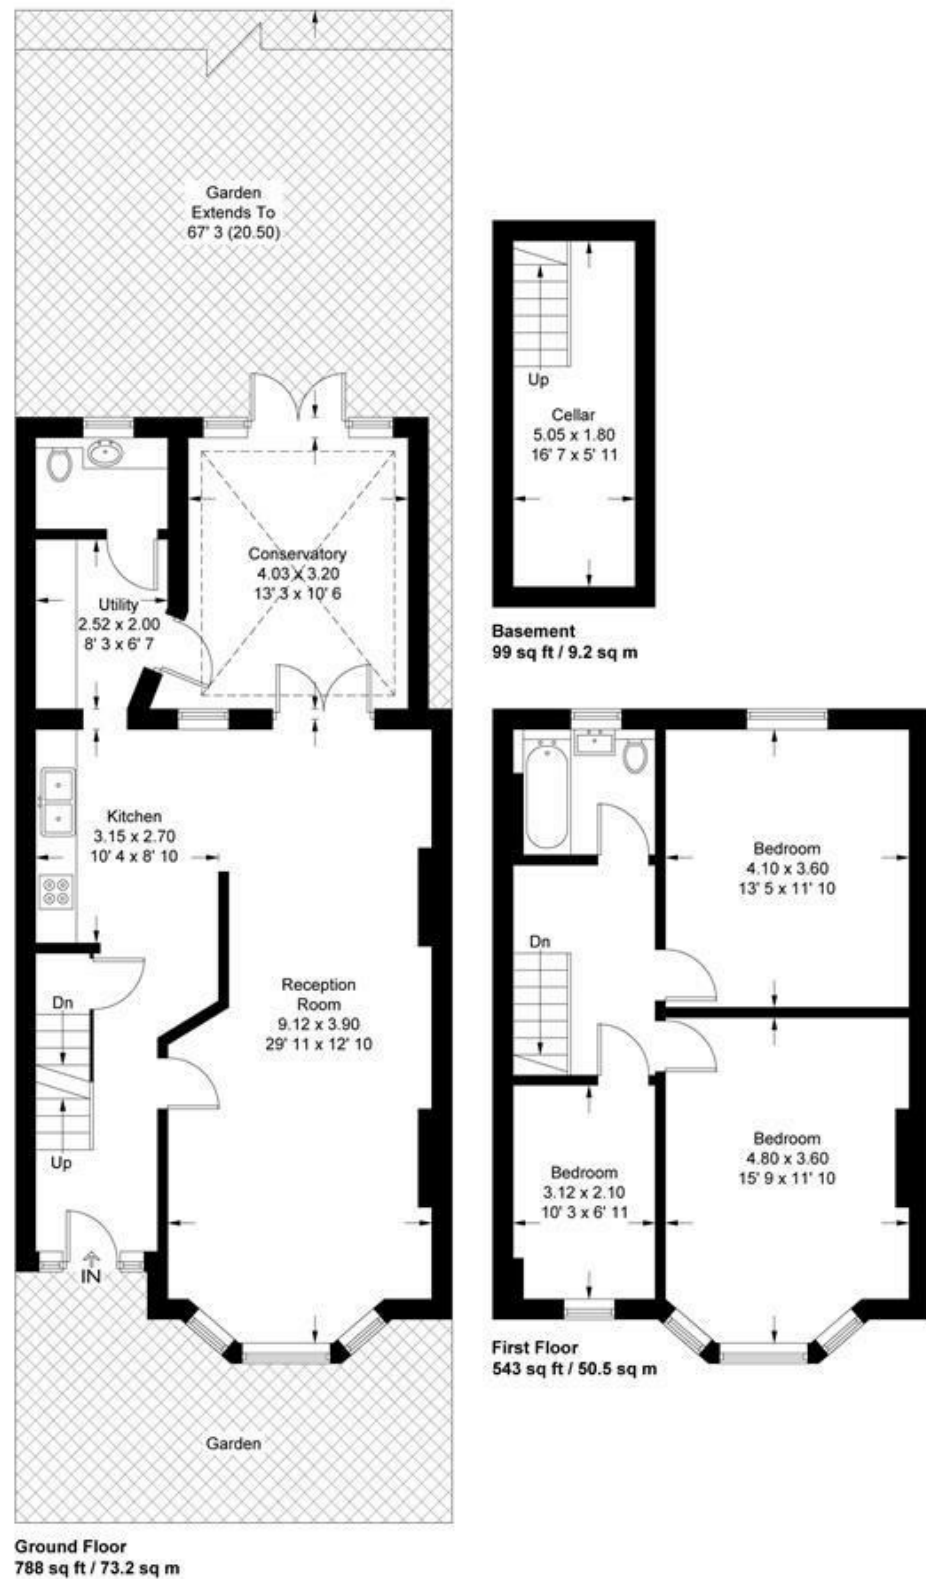 Garden
Extends To
67' 3 (20.50)
Up
Cellar
5.05 x 1.80
16' 7 x 5' 11
Basement
99 sq ft / 9.2 sq m
Conservatory
4.03 x 3.20
13' 3 x 10' 6
Utility
2.52 x 2.00
8' 3 x 6' 7
Kitchen
3.15 x 2.70
10' 4 x 8' 10
Dn
Up
Reception
Room
9.12 x 3.90
29' 11 x 12' 10
IN
Garden
Ground Floor
788 sq ft / 73.2 sq m
Bedroom
4.10 x 3.60
13' 5 x 11' 10
Dn
Bedroom
3.12 x 2.10
10' 3 x 6' 11
Bedroom
4.80 x 3.60
15' 9 x 11' 10
First Floor
543 sq ft / 50.5 sq m